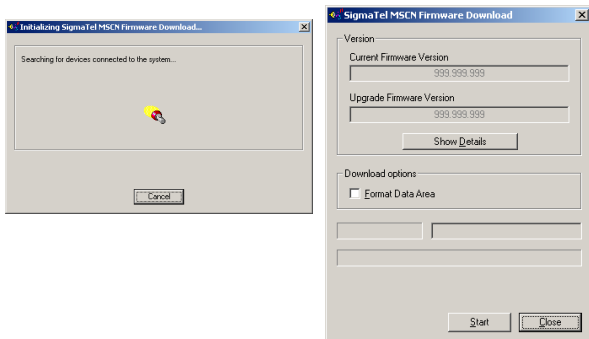 Initializing SigmaTel MSCN Firmware Download...
Searching for devices connected to the system...
Cancel
SigmaTel MSCN Firmware Download
Version
Current Firmware Version
999.999.999
Upgrade Firmware Version
999.999.999
Show Details
Download options
Format Data Area
Start
Close